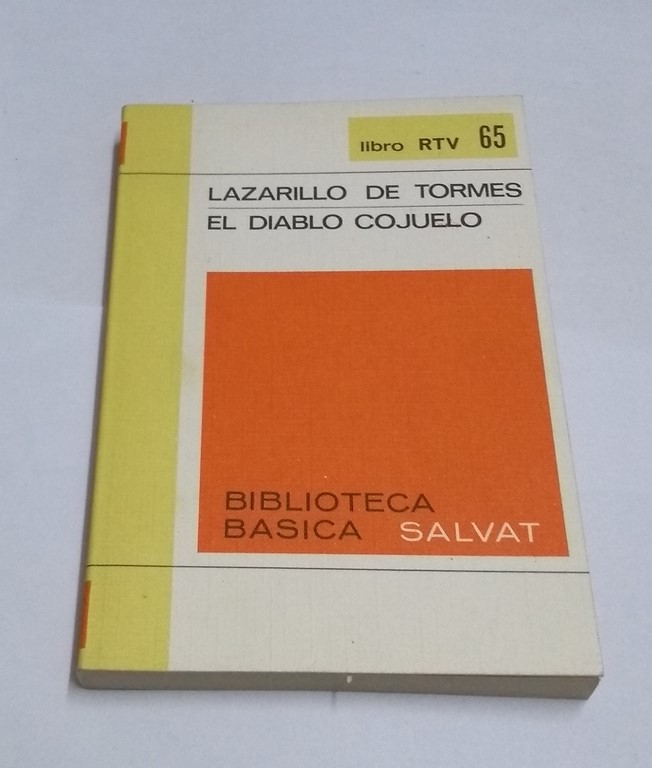 libro RTV 65
LAZARILLO DE TORMES
EL DIABLO COJUELO
BIBLIOTECA
BASICA SALVAT